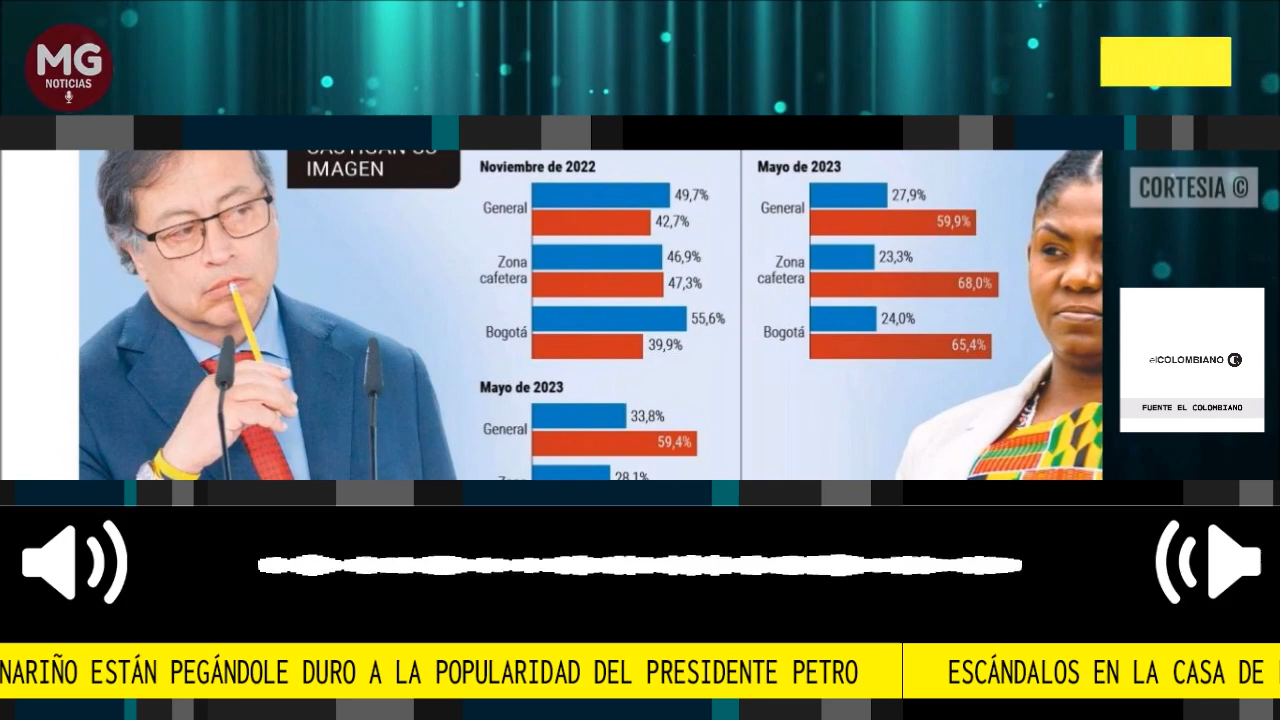 MG
NOTICIAS
CASTIGAN SU
IMAGEN
Noviembre de 2022
General
49,7%
42,7%
Zona
cafetera
46,9%
47,3%
Bogotá
55,6%
39,9%
Mayo de 2023
General
33,8%
59,4%
Zona
28,1%
Mayo de 2023
General
27,9%
59,9%
Zona
cafetera
23,3%
68,0%
Bogotá
24,0%
65,4%
CORTESIA ©
elCOLOMBIANO C
FUENTE EL COLOMBIANO
NARIÑO ESTÁN PEGÁNDOLE DURO A LA POPULARIDAD DEL PRESIDENTE PETRO
ESCÁNDALOS EN LA CASA DE